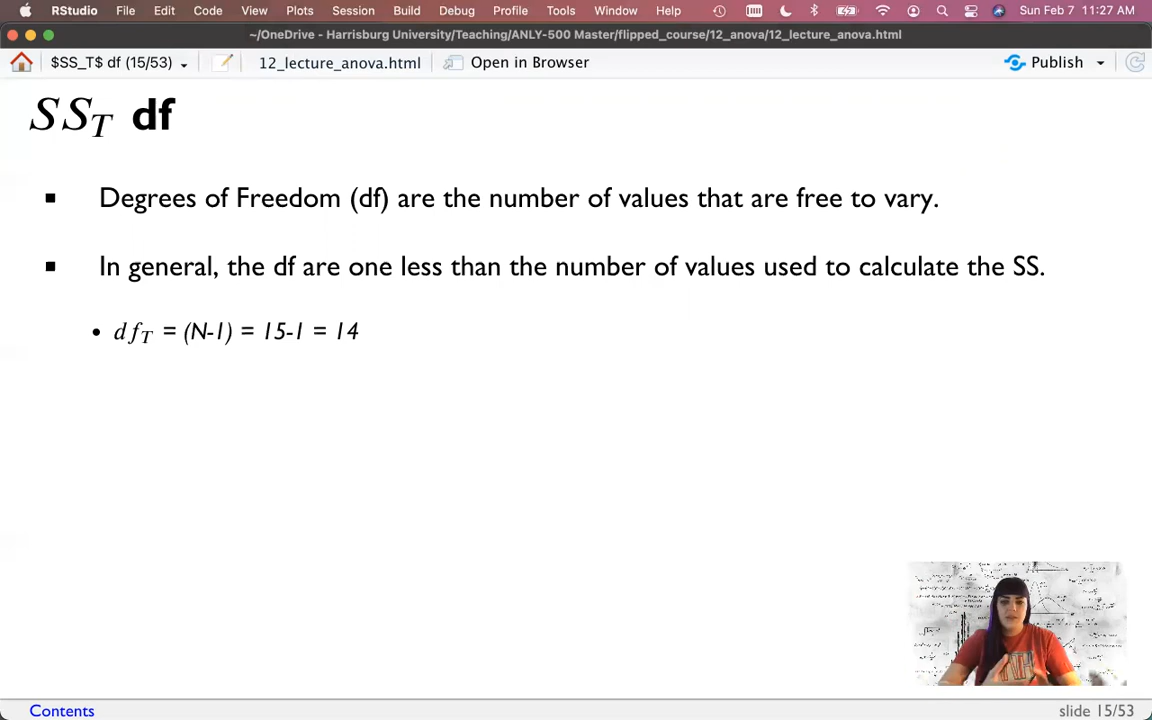 RStudio File Edit Code View Plots Session Build Debug Profile Tools Window Help Sun Feb 7 11:27 AM
~/OneDrive - Harrisburg University/Teaching/ANLY-500 Master/flipped_course/12_anova/12_lecture_anova.html
$SS_T$ df (15/53) 12_lecture_anova.html Open in Browser Publish
SS_T df
Degrees of Freedom (df) are the number of values that are free to vary.
In general, the df are one less than the number of values used to calculate the SS.
• df_T = (N-1) = 15-1 = 14
Contents slide 15/53